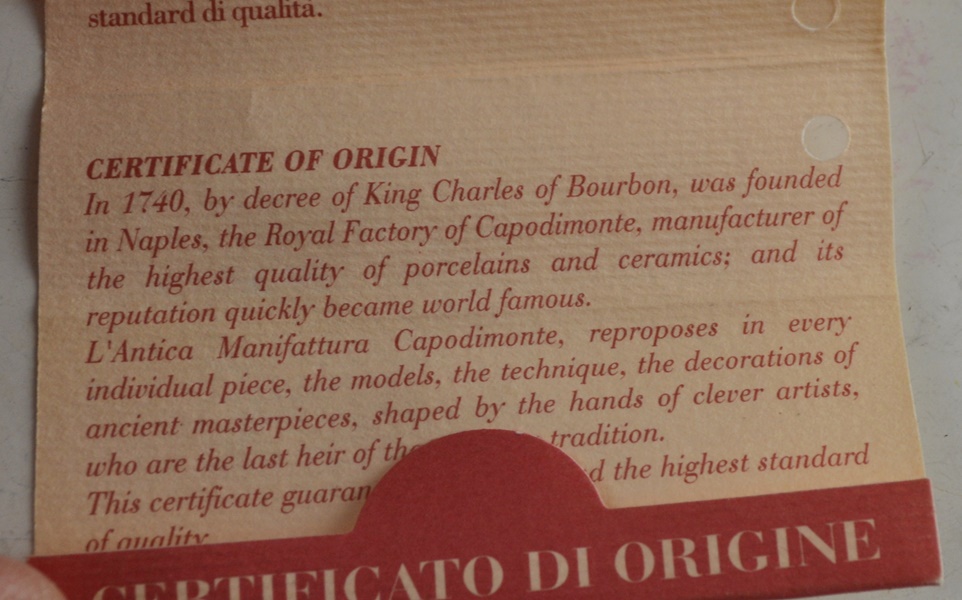 standard di qualità.
CERTIFICATE OF ORIGIN
In 1740, by decree of King Charles of Bourbon, was founded
in Naples, the Royal Factory of Capodimonte, manufacturer of
the highest quality of porcelains and ceramics; and its
reputation quickly became world famous.
L'Antica Manifattura Capodimonte, reproposes in every
individual piece, the models, the technique, the decorations of
ancient masterpieces, shaped by the hands of clever artists,
who are the last heir of tradition.
This certificate the highest standard
of quality
CERTIFICATO DI ORIGINE